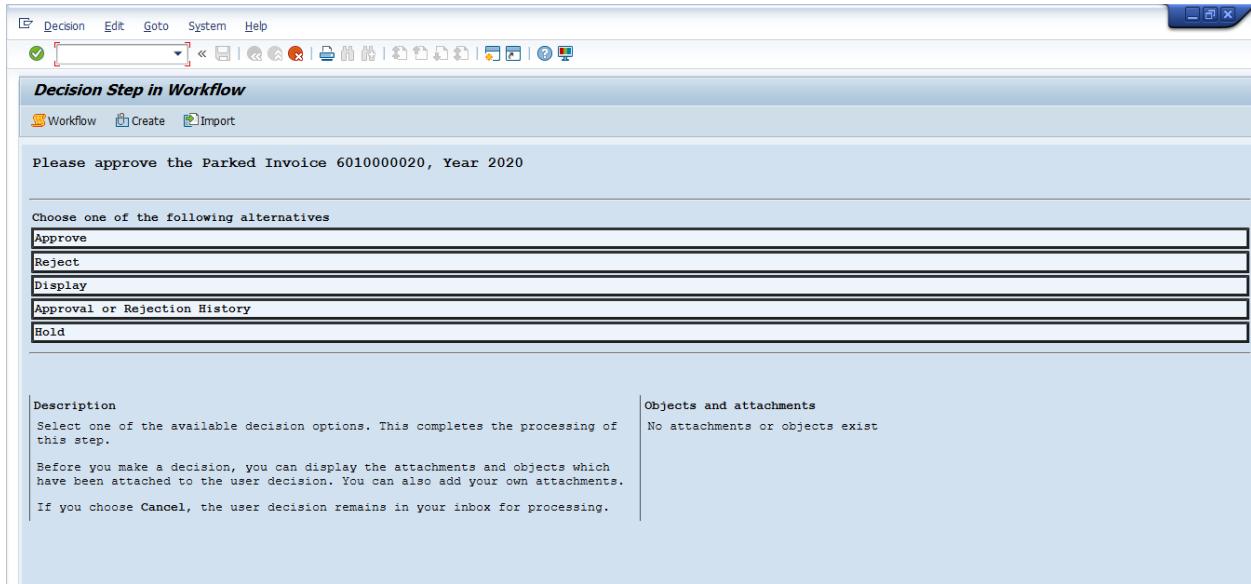 Decision Edit Goto System Help
Decision Step in Workflow
Workflow Create Import
Please approve the Parked Invoice 6010000020, Year 2020
Choose one of the following alternatives
Approve
Reject
Display
Approval or Rejection History
Hold
Description
Select one of the available decision options. This completes the processing of
this step.
Before you make a decision, you can display the attachments and objects which
have been attached to the user decision. You can also add your own attachments.
If you choose Cancel, the user decision remains in your inbox for processing.
Objects and attachments
No attachments or objects exist